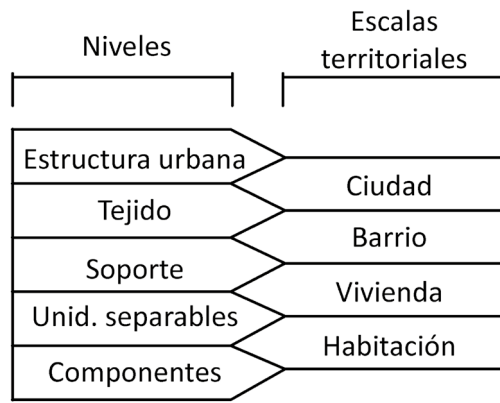 Niveles
Escalas
territoriales
Estructura urbana
Ciudad
Tejido
Barrio
Soporte
Vivienda
Unid. separables
Habitación
Componentes